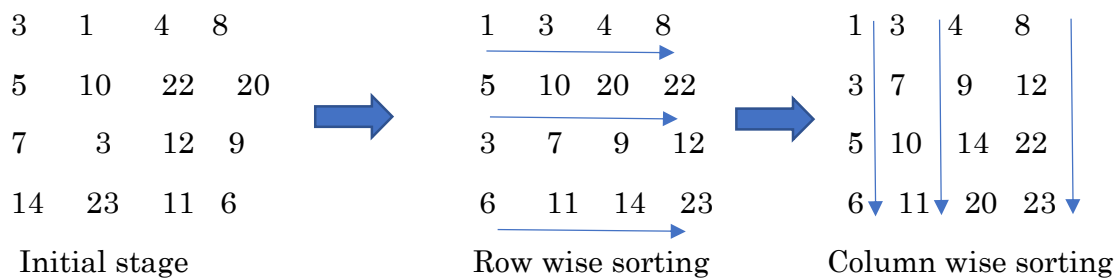 3 1 4 8 1 3 4 8 1 3 4 8
5 10 22 20 5 10 20 22 3 7 9 12
7 3 12 9 3 7 9 12 5 10 14 22
14 23 11 6 6 11 14 23 6 11 20 23
Initial stage Row wise sorting Column wise sorting